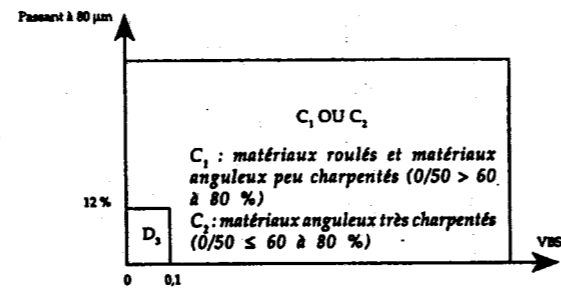 Passant à 80 µm
C₁ OU C₂
C₁ : matériaux roulés et matériaux
anguleux peu charpentés (0/50 > 60
à 80 %)
12 %
C₂ : matériaux anguleux très charpentés
D₃
(0/50 ≤ 60 à 80 %)
VBS
0
0,1